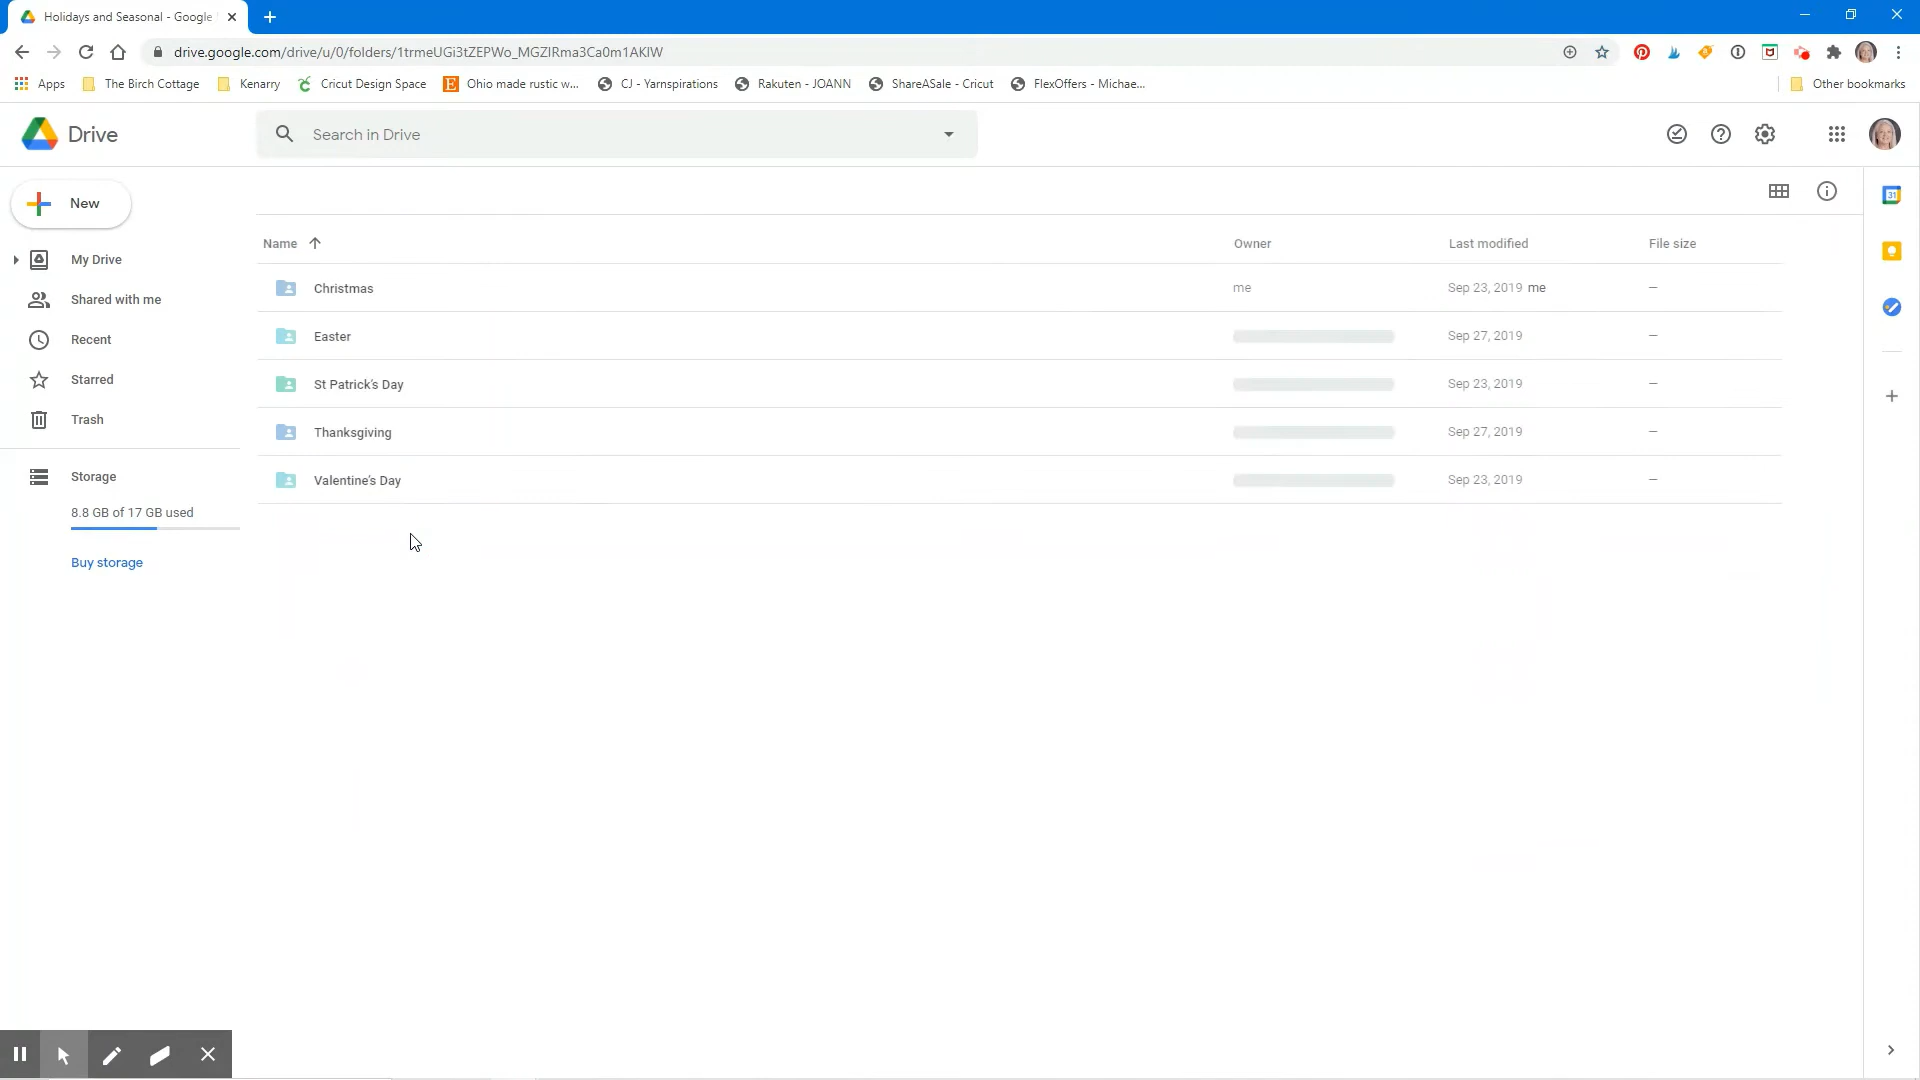 Holidays and Seasonal - Google
drive.google.com/drive/u/0/folders/1trmeUGi3tZEPWo_MGZlRma3Ca0m1AKlW
Apps The Birch Cottage Kenarry Cricut Design Space Ohio made rustic w... CJ - Yarnspirations Rakuten - JOANN ShareASale - Cricut FlexOffers - Michae... Other bookmarks
Drive Search in Drive
New
My Drive
Shared with me
Recent
Starred
Trash
Storage
8.8 GB of 17 GB used
Buy storage
Name Owner Last modified File size
Christmas me Sep 23, 2019 me –
Easter Sep 27, 2019 –
St Patrick's Day Sep 23, 2019 –
Thanksgiving Sep 27, 2019 –
Valentine's Day Sep 23, 2019 –
31